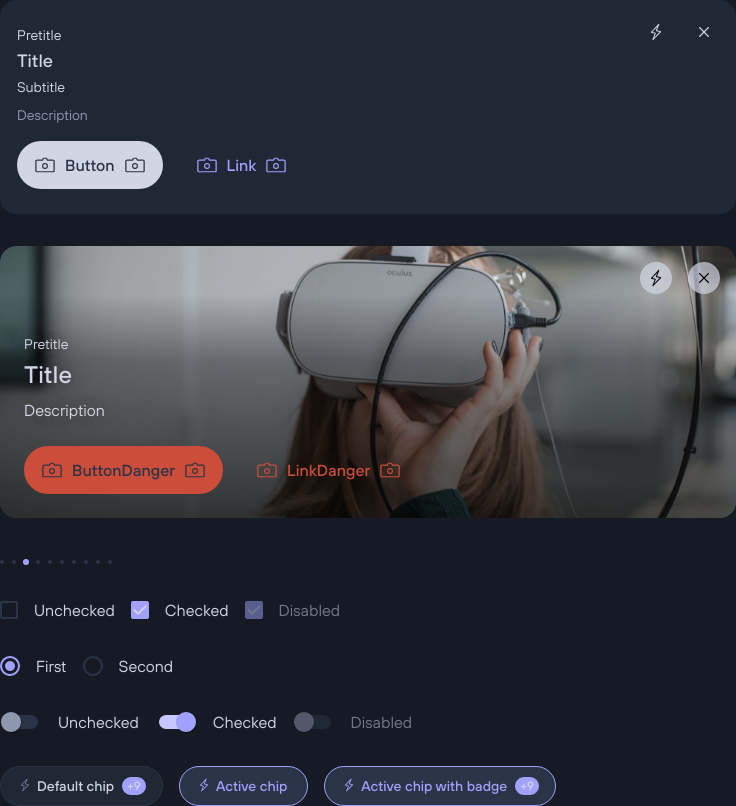 Pretitle
Title
Subtitle
Description
Button Link
oculus
Pretitle
Title
Description
ButtonDanger LinkDanger
Unchecked Checked Disabled
First Second
Unchecked Checked Disabled
Default chip +9 Active chip Active chip with badge +9